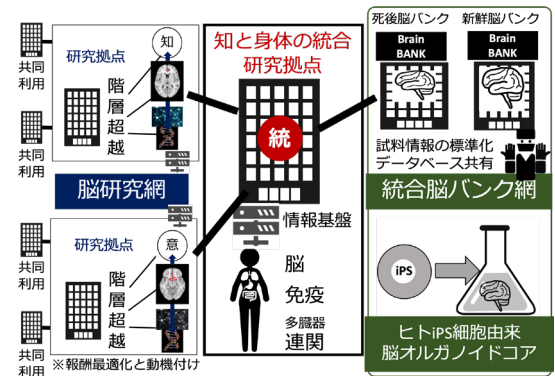 共同
利用
共同
利用
研究拠点
知
階
層
超
越
脳研究網
共同
利用
共同
利用
研究拠点
意
階
層
超
越
※報酬最適化と動機付け
知と身体の統合
研究拠点
統
情報基盤
脳
免疫
多臓器
連関
死後脳バンク
新鮮脳バンク
Brain
BANK
Brain
BANK
試料情報の標準化
データベース共有
統合脳バンク網
iPS
ヒトiPS細胞由来
脳オルガノイドコア